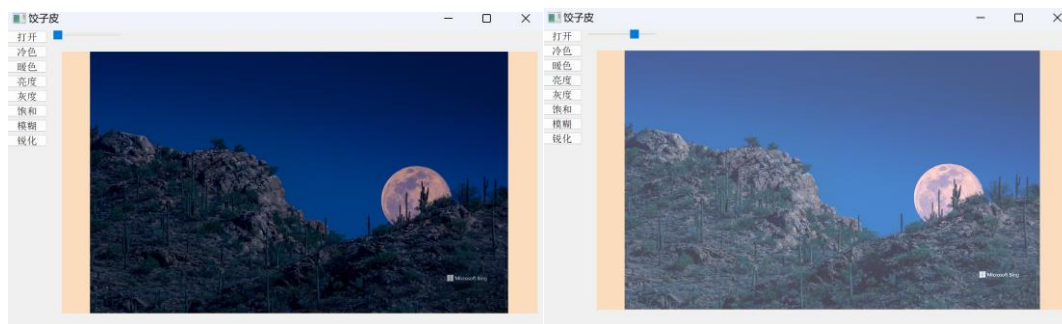 饺子皮
打开
冷色
暖色
亮度
灰度
饱和
模糊
锐化
Microsoft Bing
饺子皮
打开
冷色
暖色
亮度
灰度
饱和
模糊
锐化
Microsoft Bing